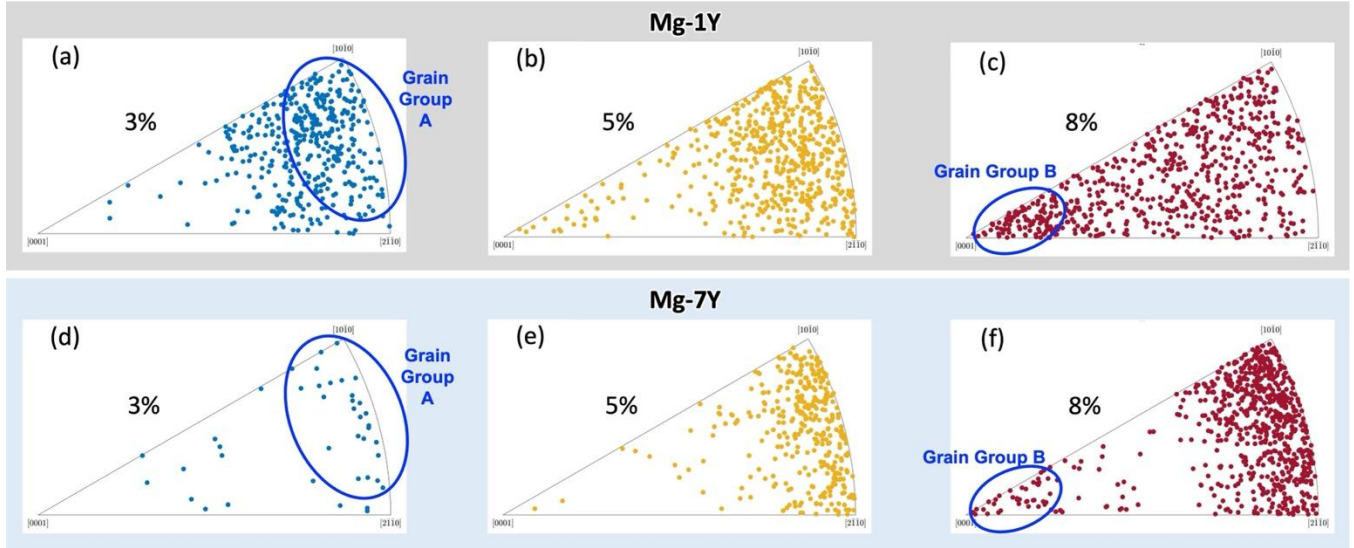 Mg-1Y
(a)
[101̄0]
Grain
Group
A
3%
[0001]
[21̄1̄0]
(b)
[101̄0]
5%
[0001]
[21̄1̄0]
(c)
[101̄0]
8%
Grain Group B
[0001]
[21̄1̄0]
Mg-7Y
(d)
[101̄0]
Grain
Group
A
3%
[0001]
[21̄1̄0]
(e)
[101̄0]
5%
[0001]
[21̄1̄0]
(f)
[101̄0]
8%
Grain Group B
[0001]
[21̄1̄0]